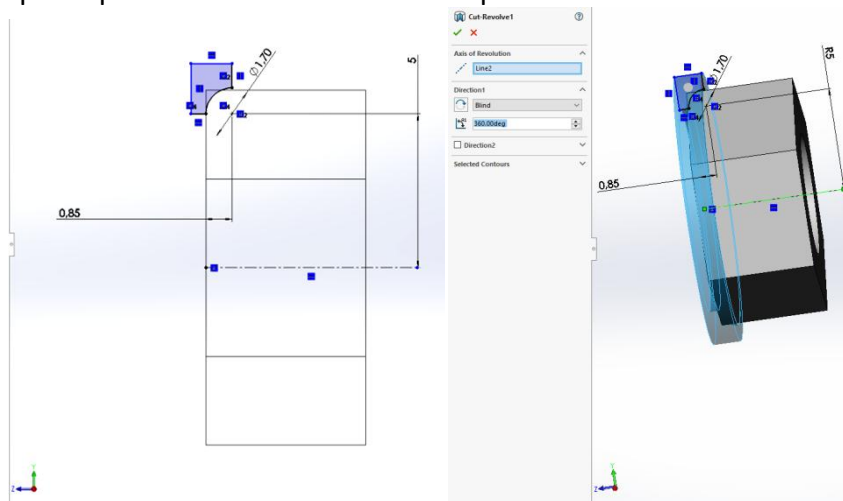 5
∅1,70
0,85
Z
Y
Cut-Revolve1
Axis of Revolution
Line2
Direction1
Blind
360.00deg
Direction2
Selected Contours
∅1,70
R5
0,85
Z
Y